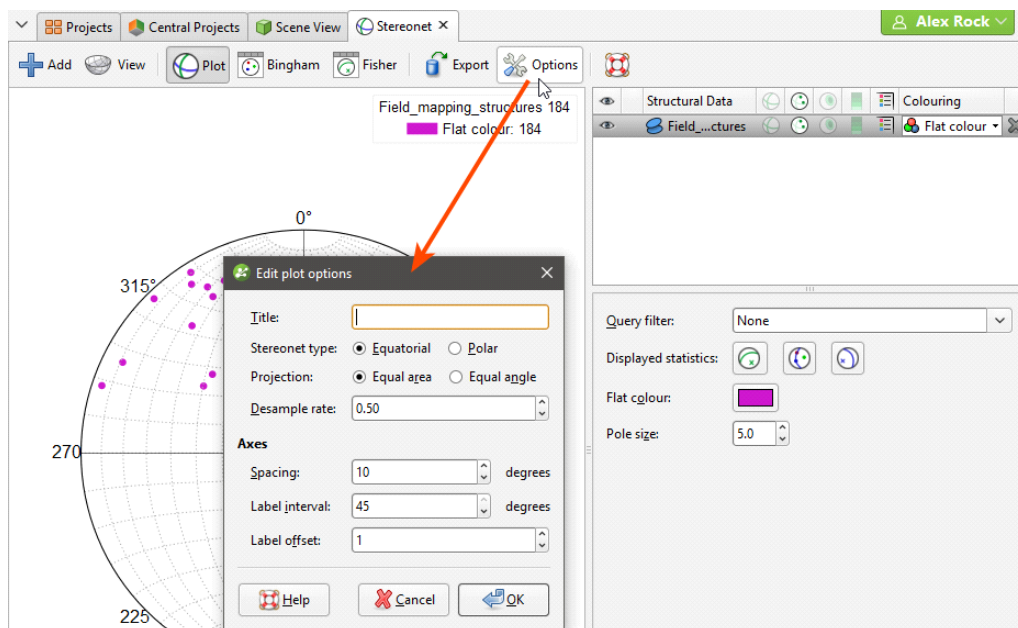 Projects Central Projects Scene View Stereonet × Alex Rock
Add View Plot Bingham Fisher Export Options
Field_mapping_structures 184
Flat colour: 184
Structural Data Colouring
Field_...ctures Flat colour
0°
315°
270
225
Edit plot options
Title:
Stereonet type: Equatorial Polar
Projection: Equal area Equal angle
Desample rate: 0.50
Axes
Spacing: 10 degrees
Label interval: 45 degrees
Label offset: 1
Help Cancel OK
Query filter: None
Displayed statistics:
Flat colour:
Pole size: 5.0